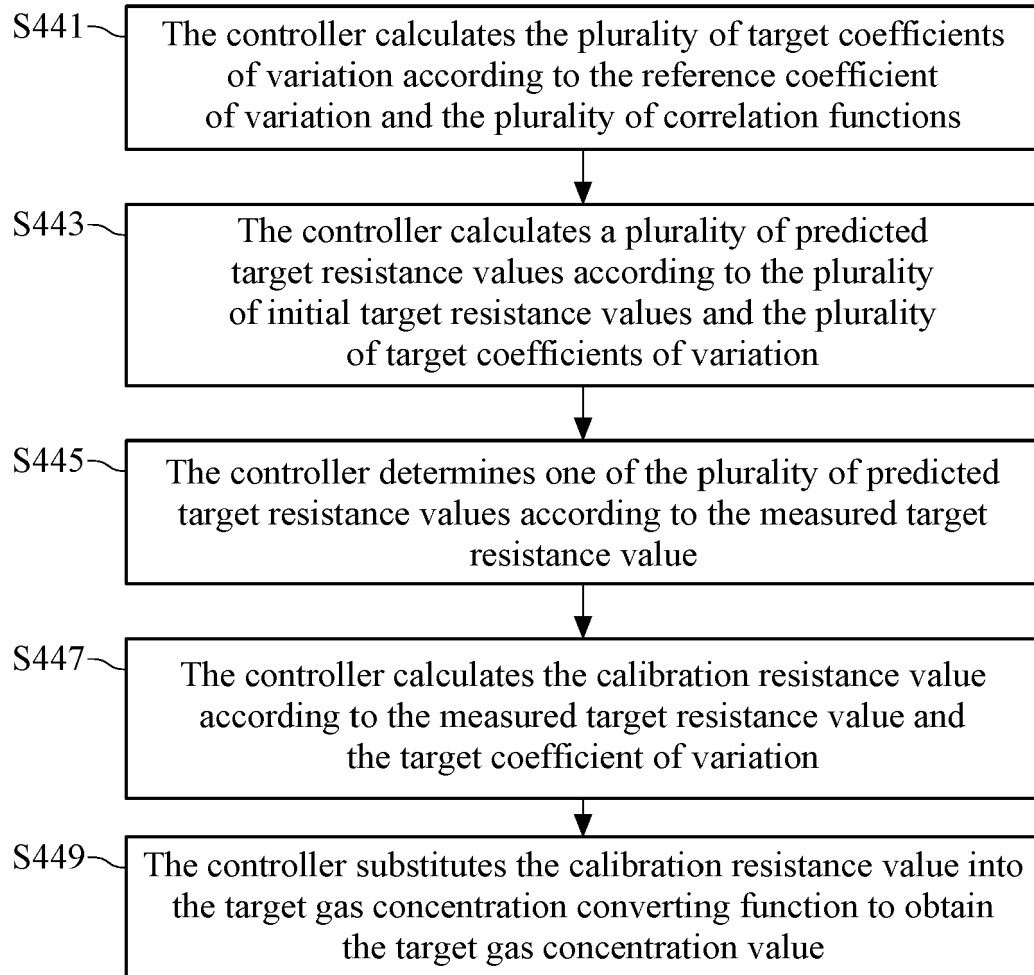 S441
The controller calculates the plurality of target coefficients
of variation according to the reference coefficient
of variation and the plurality of correlation functions
S443
The controller calculates a plurality of predicted
target resistance values according to the plurality
of initial target resistance values and the plurality
of target coefficients of variation
S445
The controller determines one of the plurality of predicted
target resistance values according to the measured target
resistance value
S447
The controller calculates the calibration resistance value
according to the measured target resistance value and
the target coefficient of variation
S449
The controller substitutes the calibration resistance value into
the target gas concentration converting function to obtain
the target gas concentration value